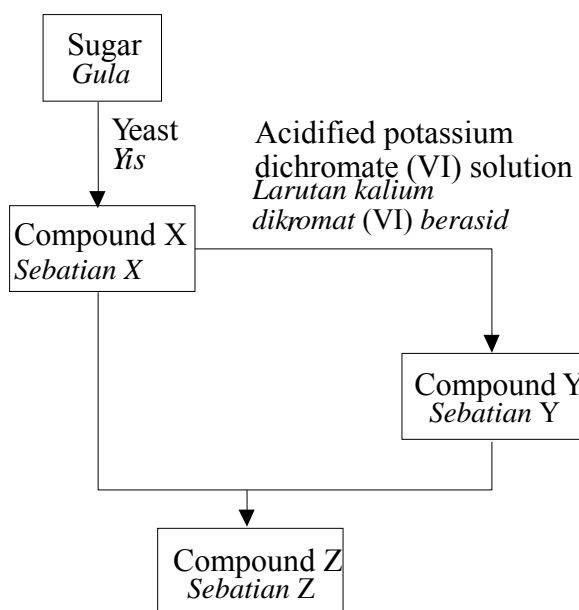 Sugar
Gula
Yeast
Yis
Acidified potassium
dichromate (VI) solution
Larutan kalium
dikromat (VI) berasid
Compound X
Sebatian X
Compound Y
Sebatian Y
Compound Z
Sebatian Z